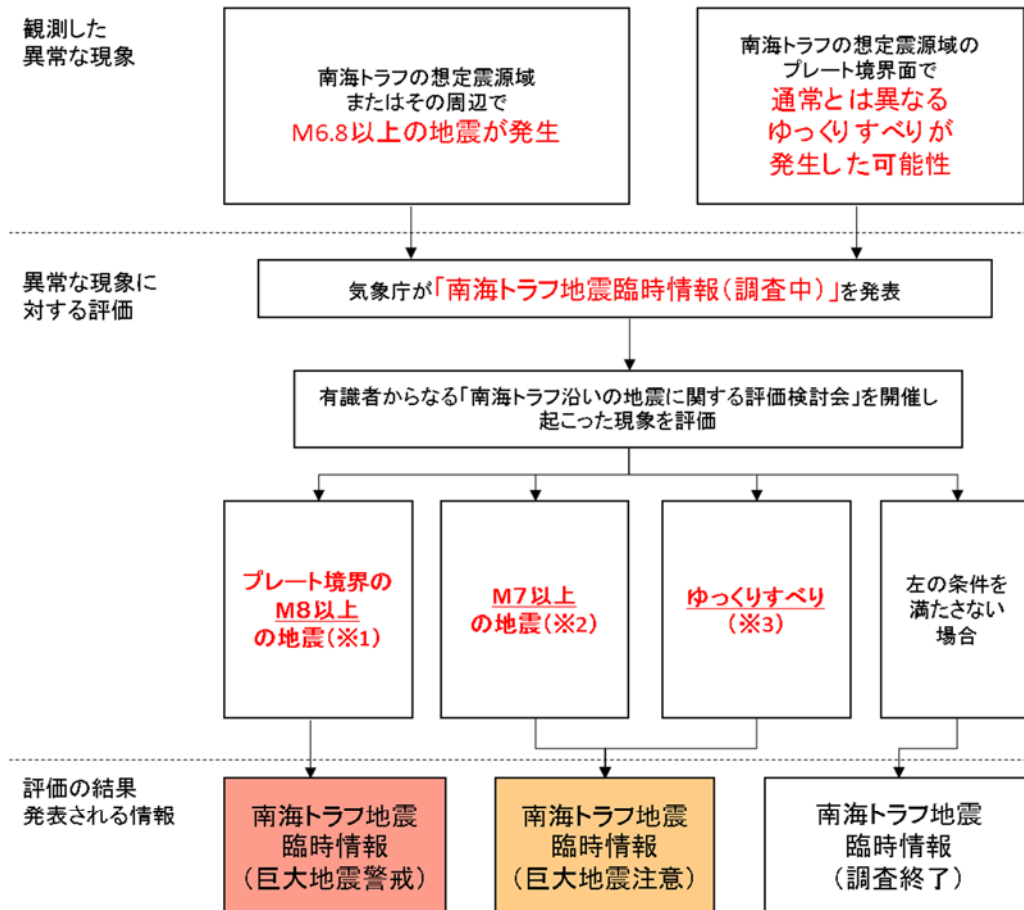 観測した
異常な現象
南海トラフの想定震源域
またはその周辺で
M6.8以上の地震が発生
南海トラフの想定震源域の
プレート境界面で
通常とは異なる
ゆっくりすべりが
発生した可能性
異常な現象に
対する評価
気象庁が「南海トラフ地震臨時情報(調査中)」を発表
有識者からなる「南海トラフ沿いの地震に関する評価検討会」を開催し
起こった現象を評価
プレート境界の
M8以上
の地震(※1)
M7以上
の地震(※2)
ゆっくりすべり
(※3)
左の条件を
満たさない
場合
評価の結果
発表される情報
南海トラフ地震
臨時情報
(巨大地震警戒)
南海トラフ地震
臨時情報
(巨大地震注意)
南海トラフ地震
臨時情報
(調査終了)